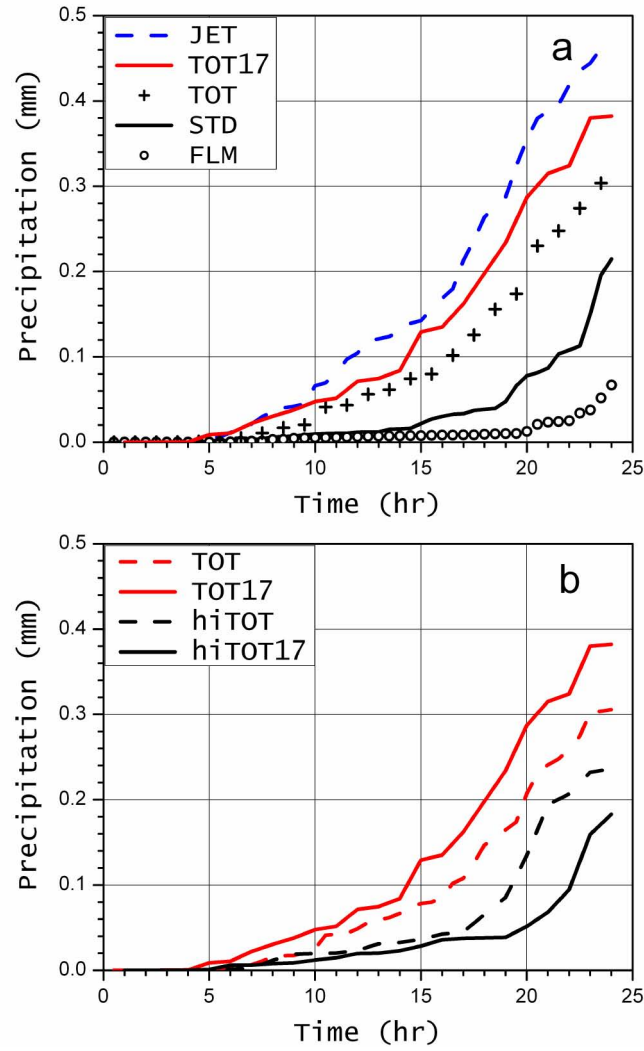 0.5
JET
a
TOT17
0.4
TOT
STD
FLM
0.3
Precipitation (mm)
0.2
0.1
0.0
0 5 10 15 20 25
Time (hr)
0.5
TOT
b
TOT17
hiTOT
0.4
hiTOT17
0.3
Precipitation (mm)
0.2
0.1
0.0
0 5 10 15 20 25
Time (hr)